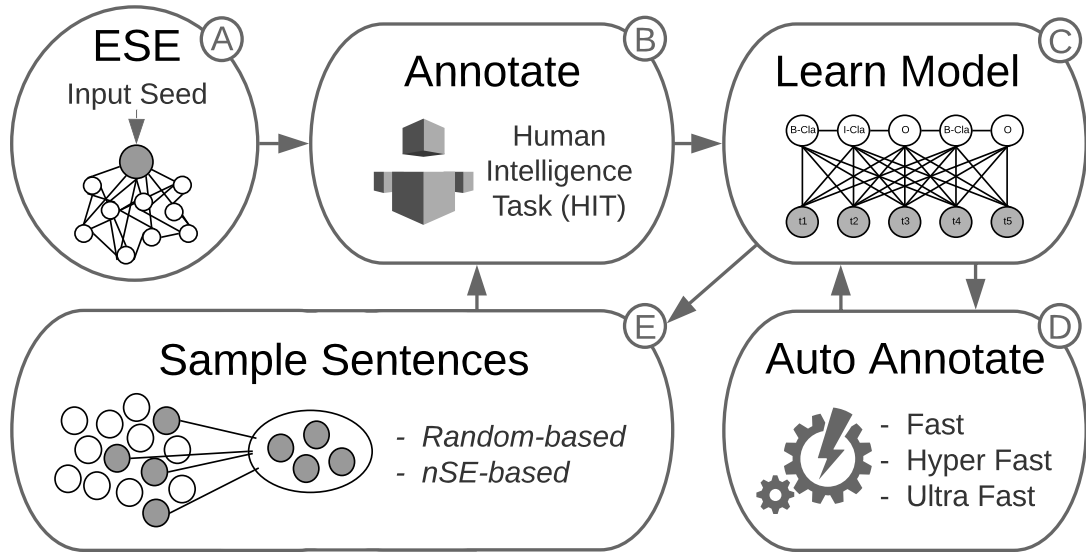 A
ESE
Input Seed
B
Annotate
Human
Intelligence
Task (HIT)
C
Learn Model
B-Cla I-Cla O B-Cla O
t1 t2 t3 t4 t5
E
Sample Sentences
- Random-based
- nSE-based
D
Auto Annotate
- Fast
- Hyper Fast
- Ultra Fast